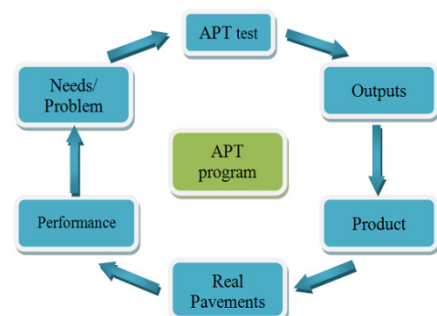 APT test
Needs/
Problem
Outputs
APT
program
Performance
Product
Real
Pavements